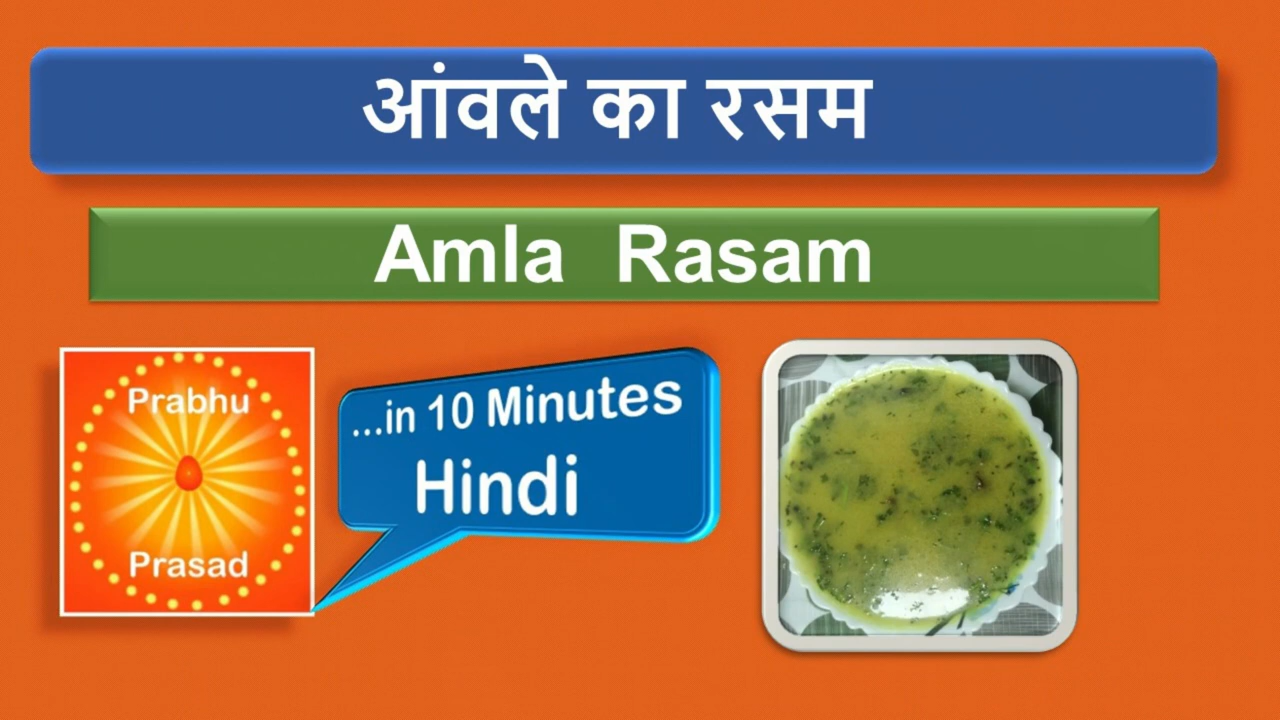 आंवले का रसम
Amla Rasam
Prabhu
Prasad
...in 10 Minutes
Hindi